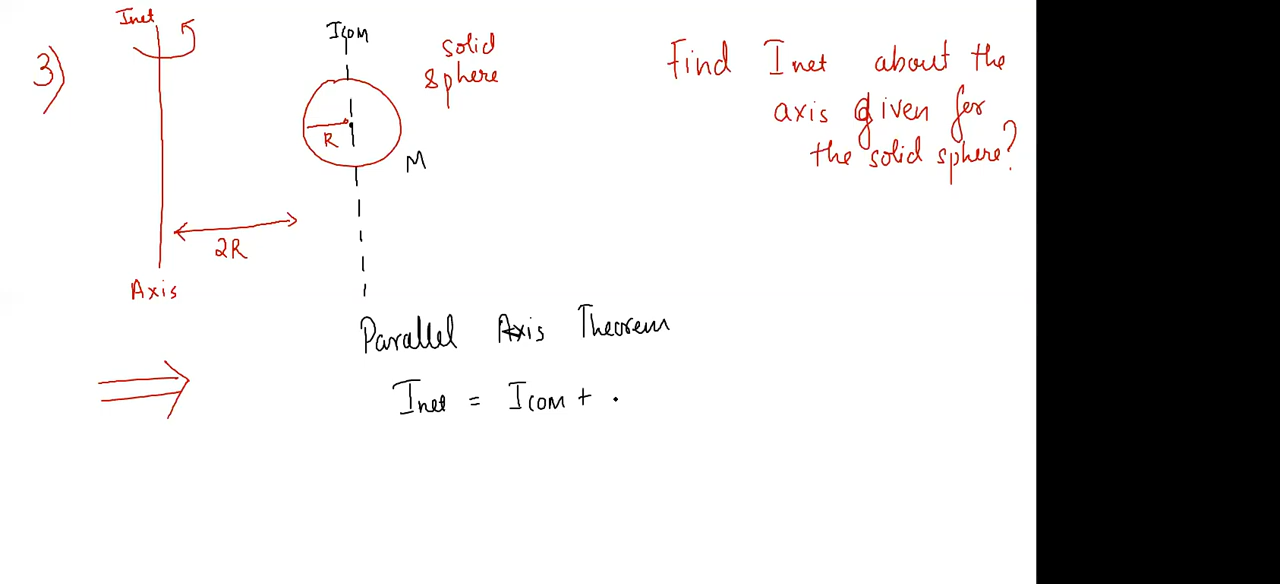 3)
Inet
Icom
solid
sphere
R
M
2R
Axis
Find Inet about the
axis given for
the solid sphere?
Parallel Axis Theorem
⇒ Inet = Icom + .